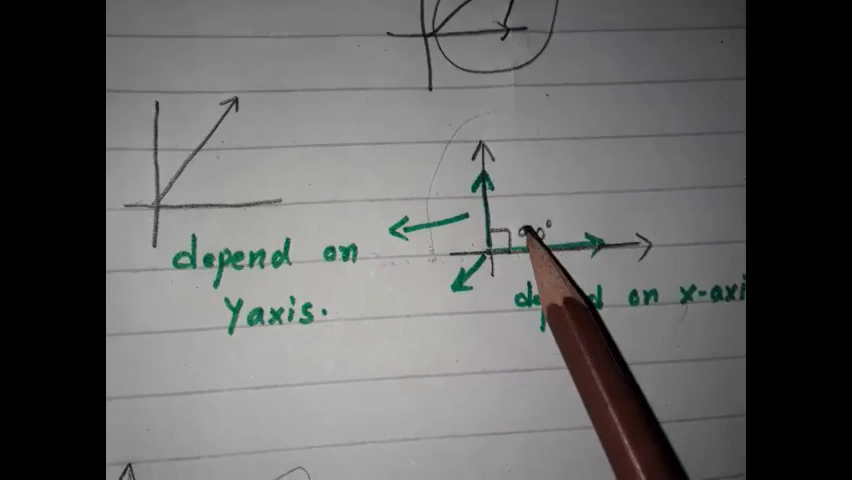 depend on
Yaxis.
on x-axi